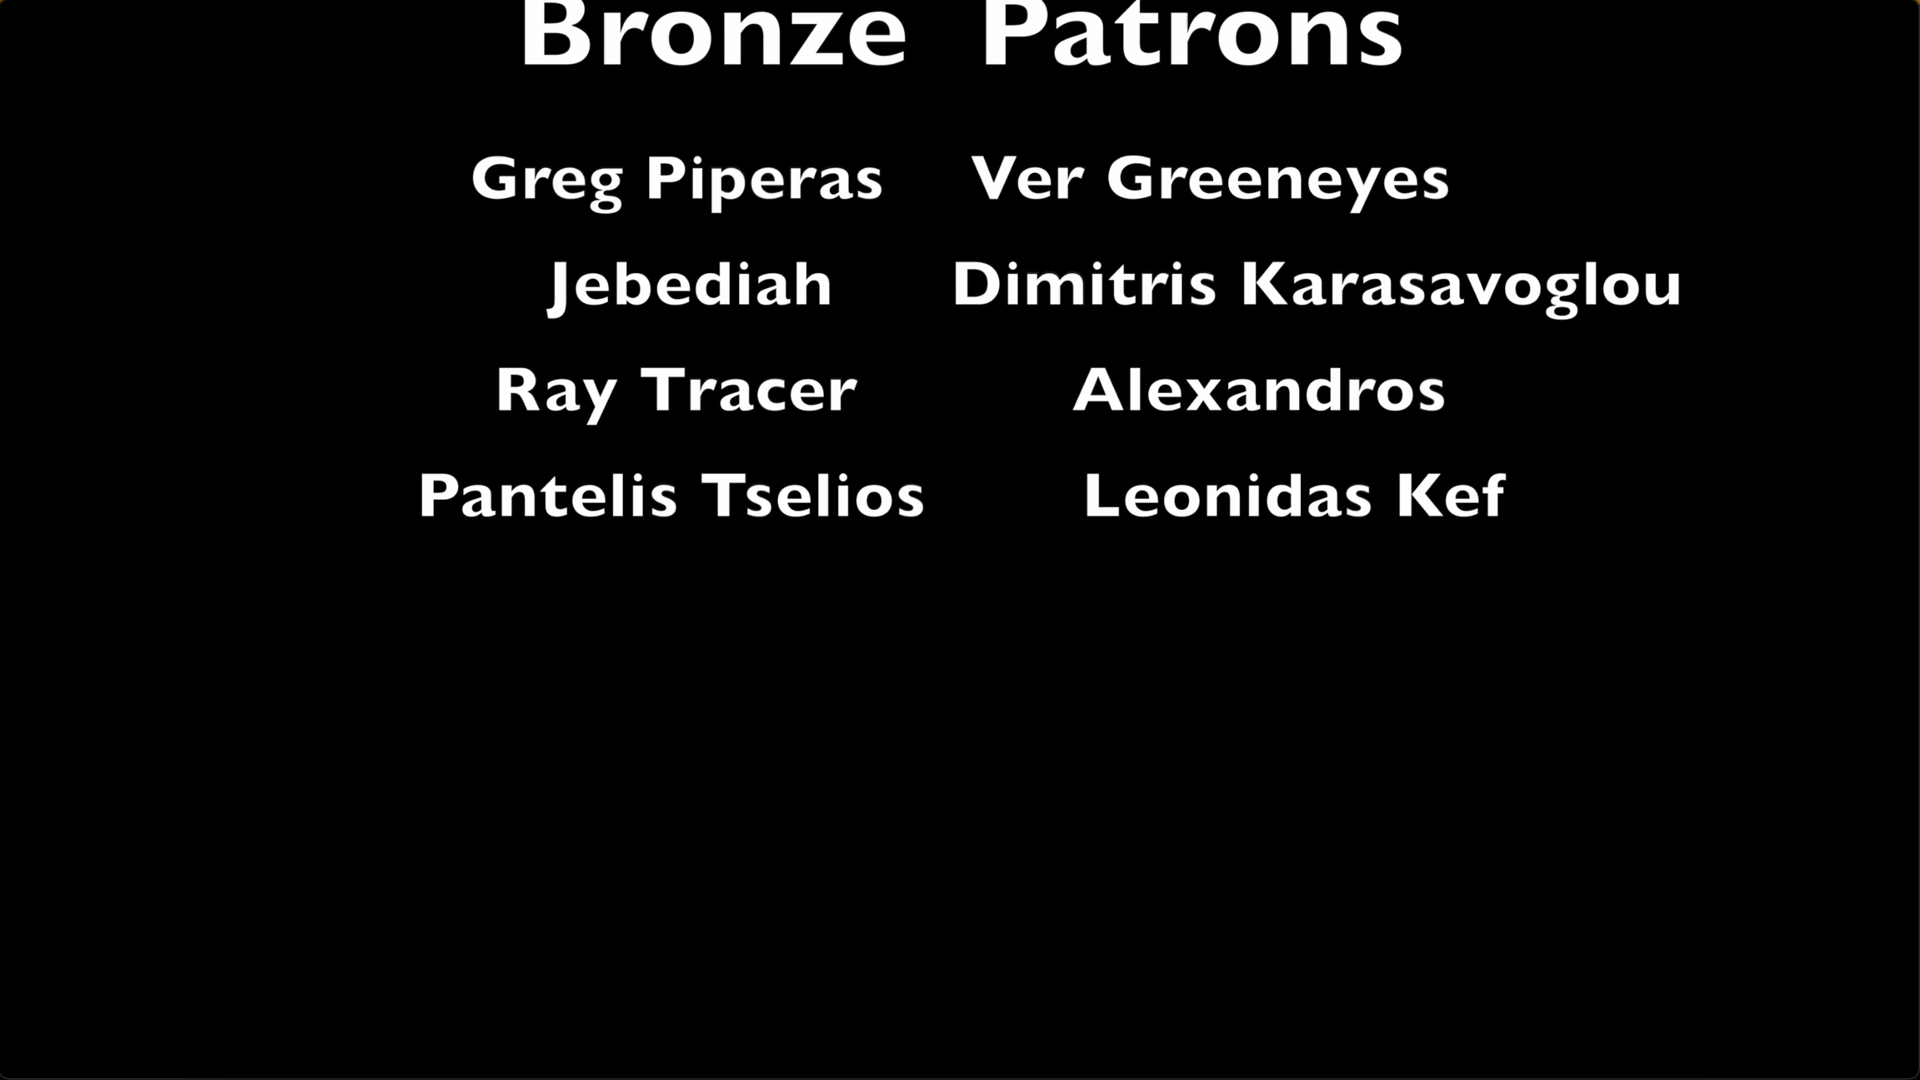 Bronze Patrons
Greg Piperas Ver Greeneyes
Jebediah Dimitris Karasavoglou
Ray Tracer Alexandros
Pantelis Tselios Leonidas Kef